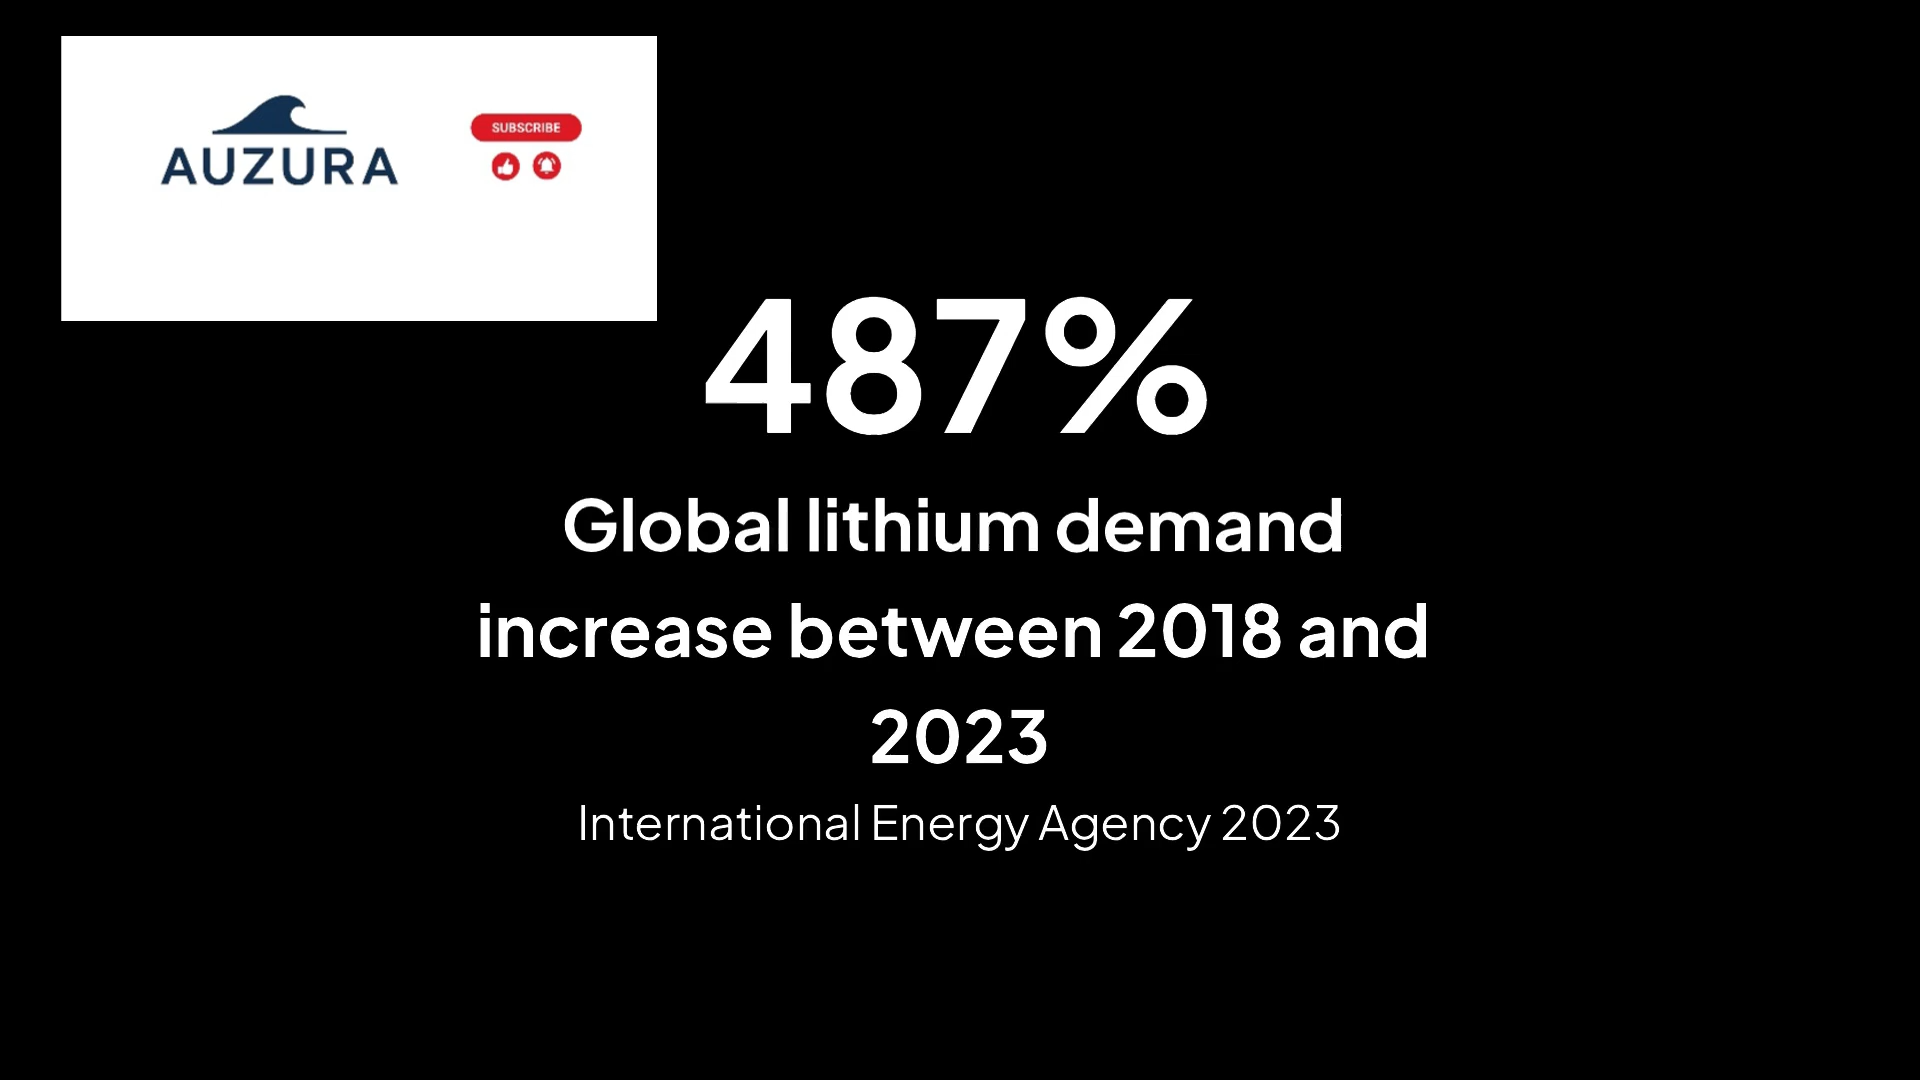 AUZURA
SUBSCRIBE
487%
Global lithium demand
increase between 2018 and
2023
International Energy Agency 2023